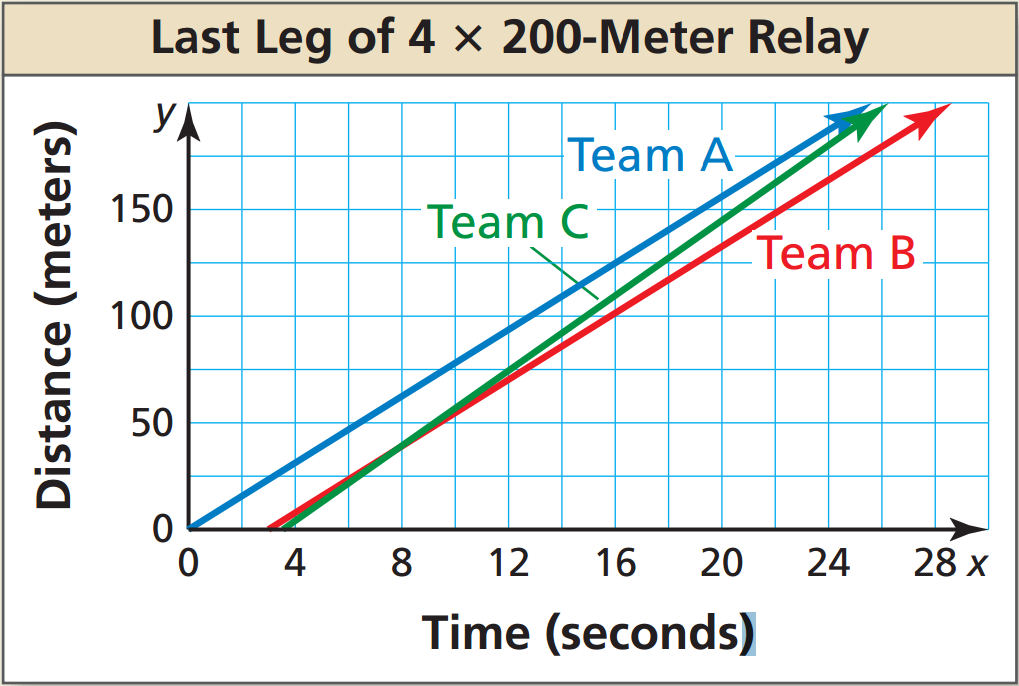 Last Leg of 4 × 200-Meter Relay
y
Distance (meters)
150
100
50
0
Team A
Team C
Team B
0 4 8 12 16 20 24 28 x
Time (seconds)